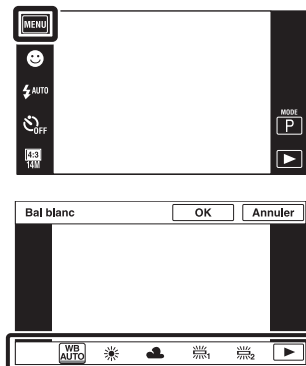 MENU
AUTO
OFF
4:3
14M
MODE
P
Bal blanc
OK
Annuler
WB
AUTO
1
2